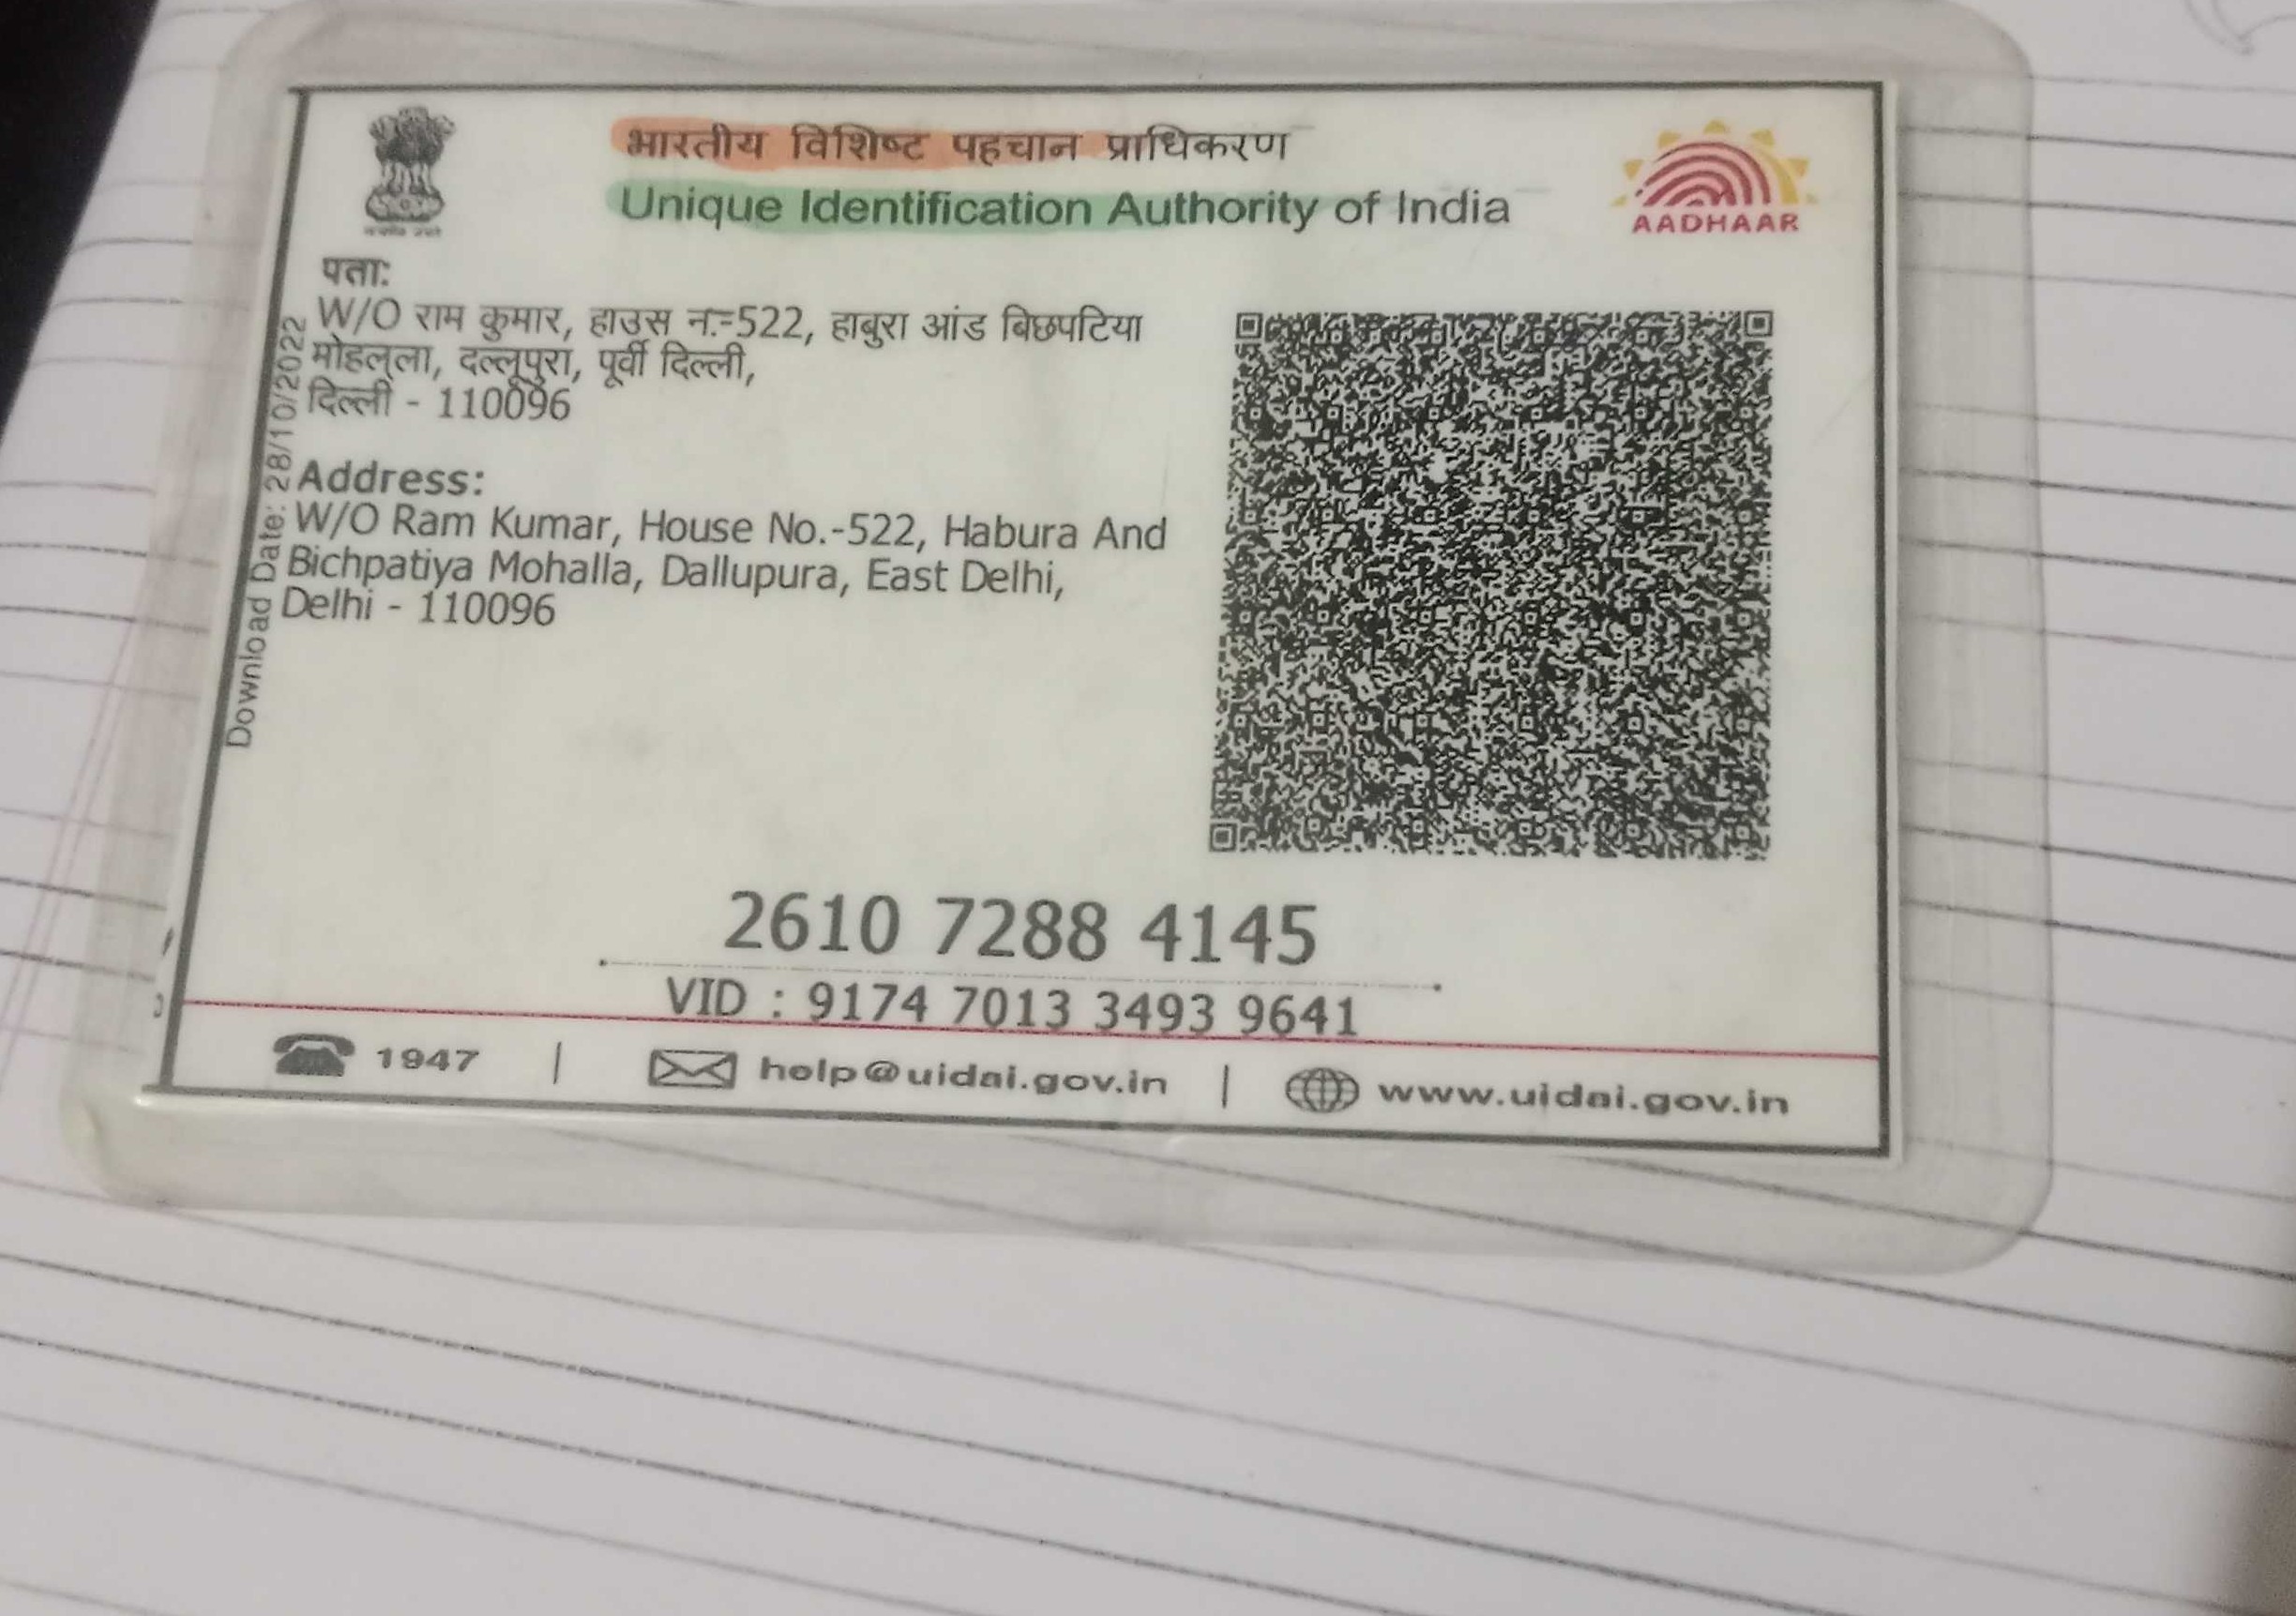 भारतीय विशिष्ट पहचान प्राधिकरण
Unique Identification Authority of India
AADHAAR
पता:
W/O राम कुमार, हाउस न.-522, हाबुरा आंड बिछपटिया
मोहल्ला, दल्लूपुरा, पूर्वी दिल्ली,
दिल्ली - 110096
Address:
W/O Ram Kumar, House No.-522, Habura And
Bichpatiya Mohalla, Dallupura, East Delhi,
Delhi - 110096
Download Date: 28/10/2022
2610 7288 4145
VID : 9174 7013 3493 9641
1947 | help@uidai.gov.in | www.uidai.gov.in